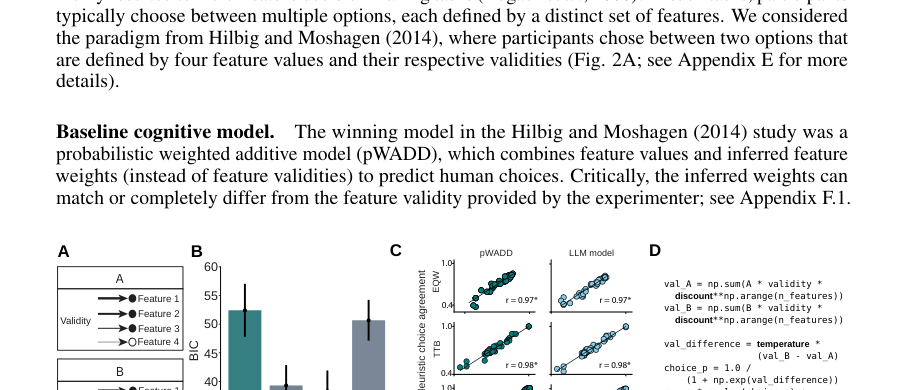 typically choose between multiple options, each defined by a distinct set of features. We considered
the paradigm from Hilbig and Moshagen (2014), where participants chose between two options that
are defined by four feature values and their respective validities (Fig. 2A; see Appendix E for more
details).
Baseline cognitive model. The winning model in the Hilbig and Moshagen (2014) study was a
probabilistic weighted additive model (pWADD), which combines feature values and inferred feature
weights (instead of feature validities) to predict human choices. Critically, the inferred weights can
match or completely differ from the feature validity provided by the experimenter; see Appendix F.1.
A
A
Validity
Feature 1
Feature 2
Feature 3
Feature 4
B
B
60
55
50
45
40
BIC
C
pWADD
LLM model
heuristic choice agreement
EQW
1.0
0.4
r = 0.97*
r = 0.97*
TTB
1.0
0.4
r = 0.98*
r = 0.98*
1.0
D
val_A = np.sum(A * validity *
discount**np.arange(n_features))
val_B = np.sum(B * validity *
discount**np.arange(n_features))
val_difference = temperature *
(val_B - val_A)
choice_p = 1.0 /
(1 + np.exp(val_difference))